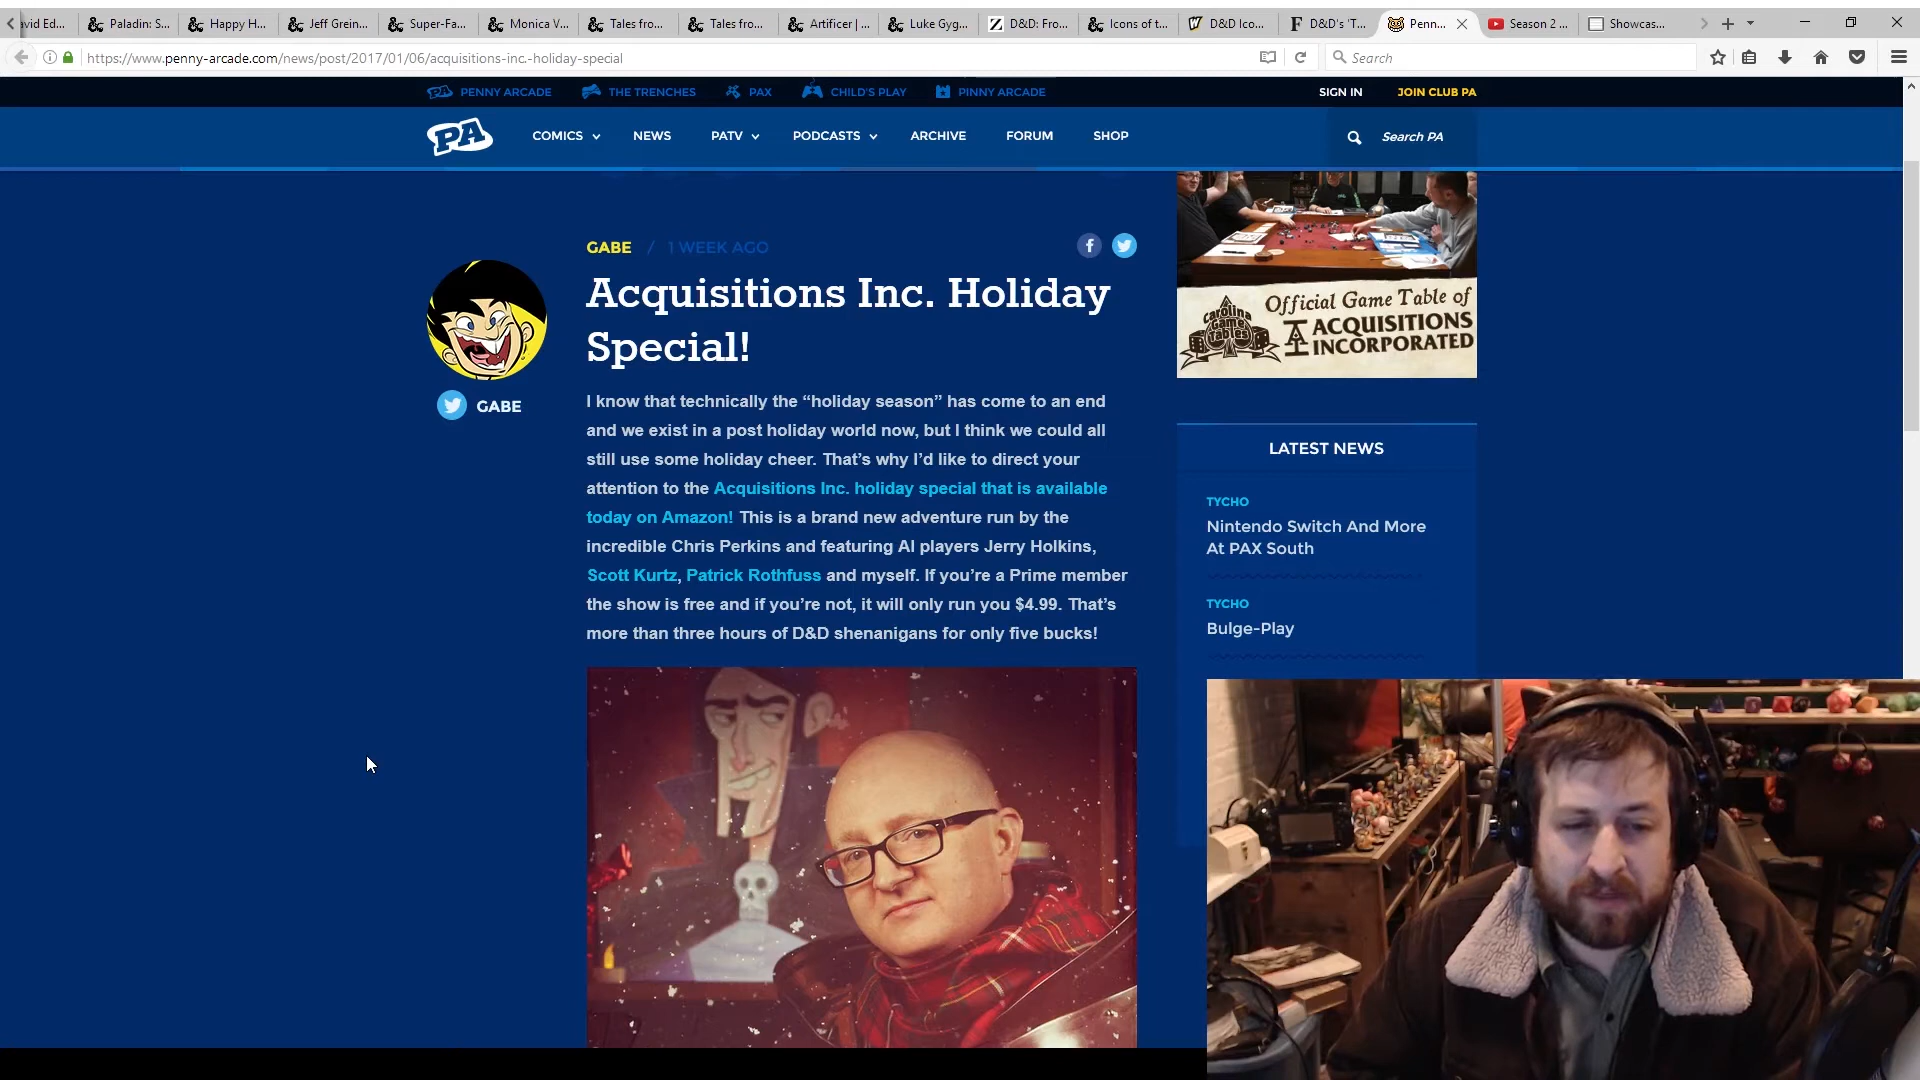 avid Ed...
Paladin: S...
Happy H...
Jeff Grein...
Super-Fa...
Monica V...
Tales fro...
Tales fro...
Artificer | ...
Luke Gyg...
D&D: Fro...
Icons of t...
D&D Ico...
D&D's 'T...
Penn...
Season 2 ...
Showcas...
https://www.penny-arcade.com/news/post/2017/01/06/acquisitions-inc.-holiday-special
Search
PENNY ARCADE
THE TRENCHES
PAX
CHILD'S PLAY
PINNY ARCADE
SIGN IN
JOIN CLUB PA
PA
COMICS
NEWS
PATV
PODCASTS
ARCHIVE
FORUM
SHOP
Search PA
GABE / 1 WEEK AGO
Acquisitions Inc. Holiday
Special!
GABE
I know that technically the “holiday season” has come to an end
and we exist in a post holiday world now, but I think we could all
still use some holiday cheer. That’s why I’d like to direct your
attention to the Acquisitions Inc. holiday special that is available
today on Amazon! This is a brand new adventure run by the
incredible Chris Perkins and featuring AI players Jerry Holkins,
Scott Kurtz, Patrick Rothfuss and myself. If you’re a Prime member
the show is free and if you’re not, it will only run you $4.99. That’s
more than three hours of D&D shenanigans for only five bucks!
Carolina
Game
Tables
Official Game Table of
ACQUISITIONS
INCORPORATED
LATEST NEWS
TYCHO
Nintendo Switch And More
At PAX South
TYCHO
Bulge-Play